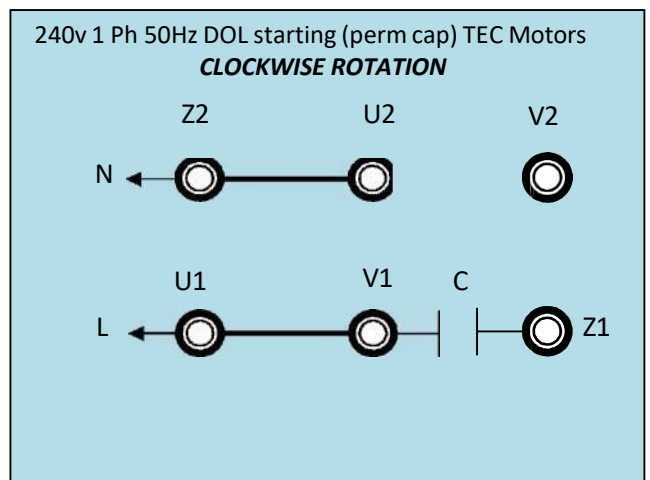 240v 1 Ph 50Hz DOL starting (perm cap) TEC Motors
CLOCKWISE ROTATION
Z2 U2 V2
N
U1 V1 C
L Z1